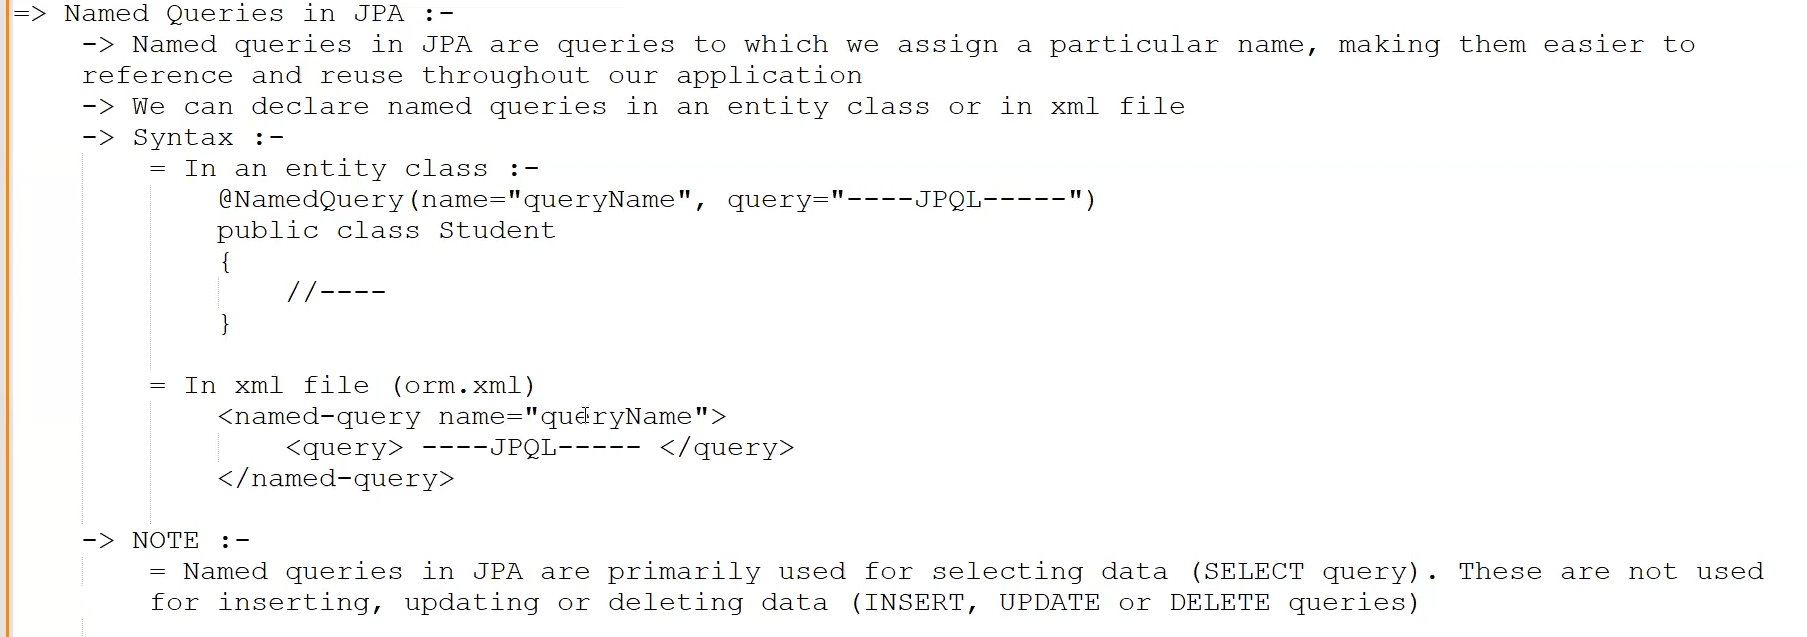 => Named Queries in JPA :-
-> Named queries in JPA are queries to which we assign a particular name, making them easier to
reference and reuse throughout our application
-> We can declare named queries in an entity class or in xml file
-> Syntax :-
= In an entity class :-
@NamedQuery(name="queryName", query="----JPQL-----")
public class Student
{
//----
}
= In xml file (orm.xml)
<named-query name="queryName">
<query> ----JPQL----- </query>
</named-query>
-> NOTE :-
= Named queries in JPA are primarily used for selecting data (SELECT query). These are not used
for inserting, updating or deleting data (INSERT, UPDATE or DELETE queries)